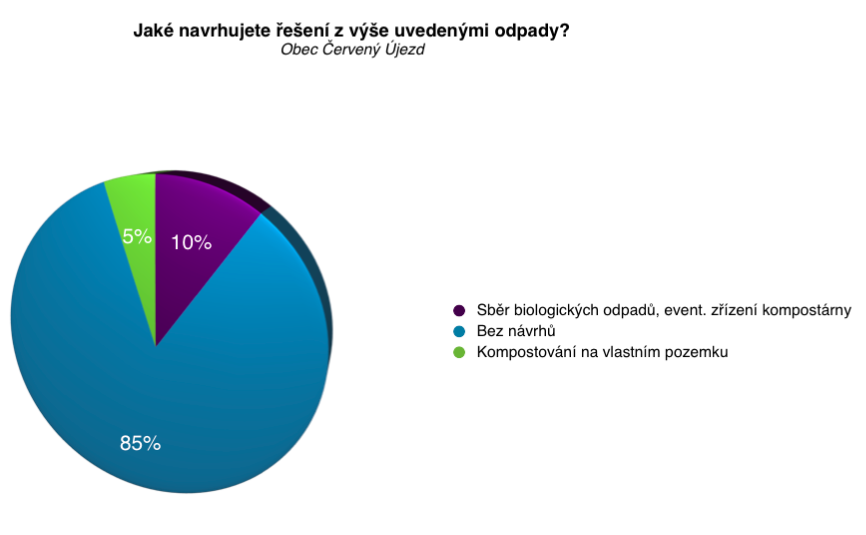 Jaké navrhujete řešení z výše uvedenými odpady?
Obec Červený Újezd
5%
10%
85%
Sběr biologických odpadů, event. zřízení kompostárny
Bez návrhů
Kompostování na vlastním pozemku